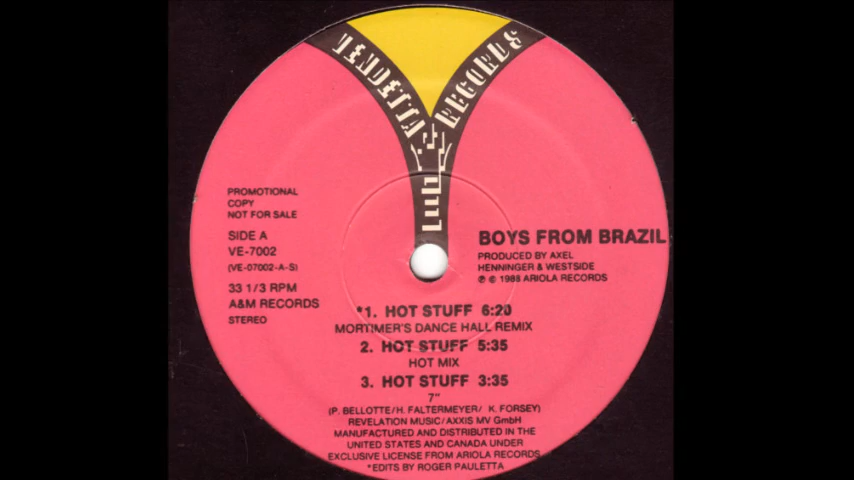 VENDETTA RECORDS
PROMOTIONAL
COPY
NOT FOR SALE
SIDE A
VE-7002
(VE-07002-A-S)
33 1/3 RPM
A&M RECORDS
STEREO
BOYS FROM BRAZIL
PRODUCED BY AXEL
HENNINGER & WESTSIDE
℗ © 1988 ARIOLA RECORDS
*1. HOT STUFF 6:20
MORTIMER'S DANCE HALL REMIX
2. HOT STUFF 5:35
HOT MIX
3. HOT STUFF 3:35
7"
(P. BELLOTTE/H. FALTERMEYER/ K. FORSEY)
REVELATION MUSIC/AXXIS MV GmbH
MANUFACTURED AND DISTRIBUTED IN THE
UNITED STATES AND CANADA UNDER
EXCLUSIVE LICENSE FROM ARIOLA RECORDS
*EDITS BY ROGER PAULETTA